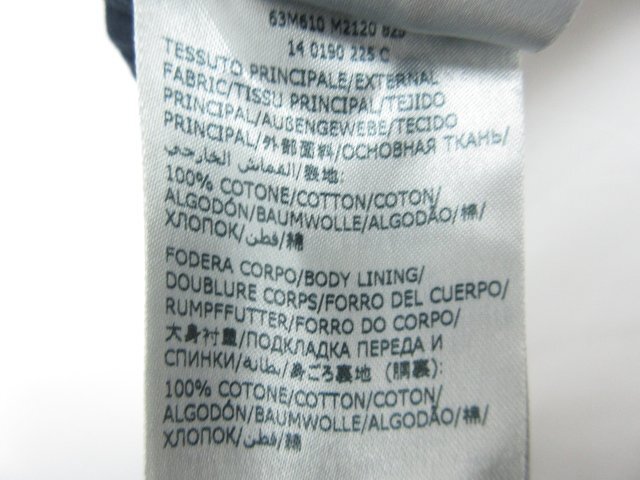 63M610 M2120 825
14 0190 225 C
TESSUTO PRINCIPALE/EXTERNAL
FABRIC/TISSU PRINCIPAL/TEJIDO
PRINCIPAL/AUßENGEWEBE/TECIDO
PRINCIPAL/外部面料/ОСНОВНАЯ ТКАНЬ/
القماش الخارجي/表地:
100% COTONE/COTTON/COTON/
ALGODÓN/BAUMWOLLE/ALGODÃO/棉/
ХЛОПОК/قطن/綿
FODERA CORPO/BODY LINING/
DOUBLURE CORPS/FORRO DEL CUERPO/
RUMPFFUTTER/FORRO DO CORPO/
大身衬里/ПОДКЛАДКА ПЕРЕДА И
СПИНКИ/بطانة/身ごろ裏地 (胴裏):
100% COTONE/COTTON/COTON/
ALGODÓN/BAUMWOLLE/ALGODÃO/棉/
ХЛОПОК/قطن/綿